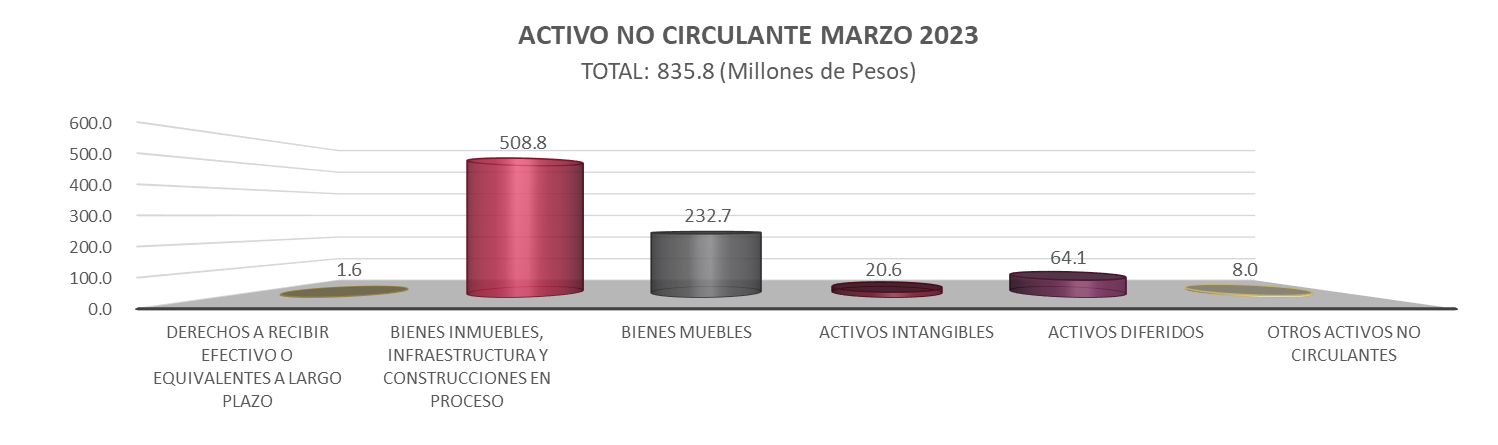 ACTIVO NO CIRCULANTE MARZO 2023
TOTAL: 835.8 (Millones de Pesos)
600.0
500.0
400.0
300.0
200.0
100.0
0.0
1.6
508.8
232.7
20.6
64.1
8.0
DERECHOS A RECIBIR
EFECTIVO O
EQUIVALENTES A LARGO
PLAZO
BIENES INMUEBLES,
INFRAESTRUCTURA Y
CONSTRUCCIONES EN
PROCESO
BIENES MUEBLES
ACTIVOS INTANGIBLES
ACTIVOS DIFERIDOS
OTROS ACTIVOS NO
CIRCULANTES